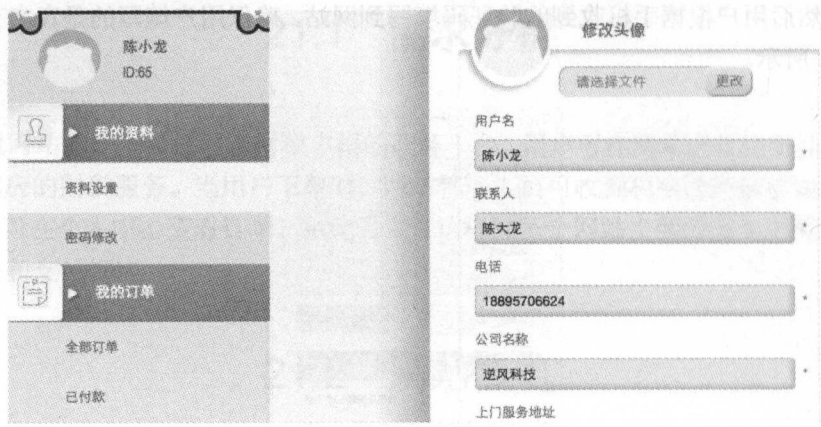 陈小龙
ID:65
我的资料
资料设置
密码修改
我的订单
全部订单
已付款
修改头像
请选择文件 更改
用户名
陈小龙
联系人
陈大龙
电话
18895706624
公司名称
逆风科技
上门服务地址